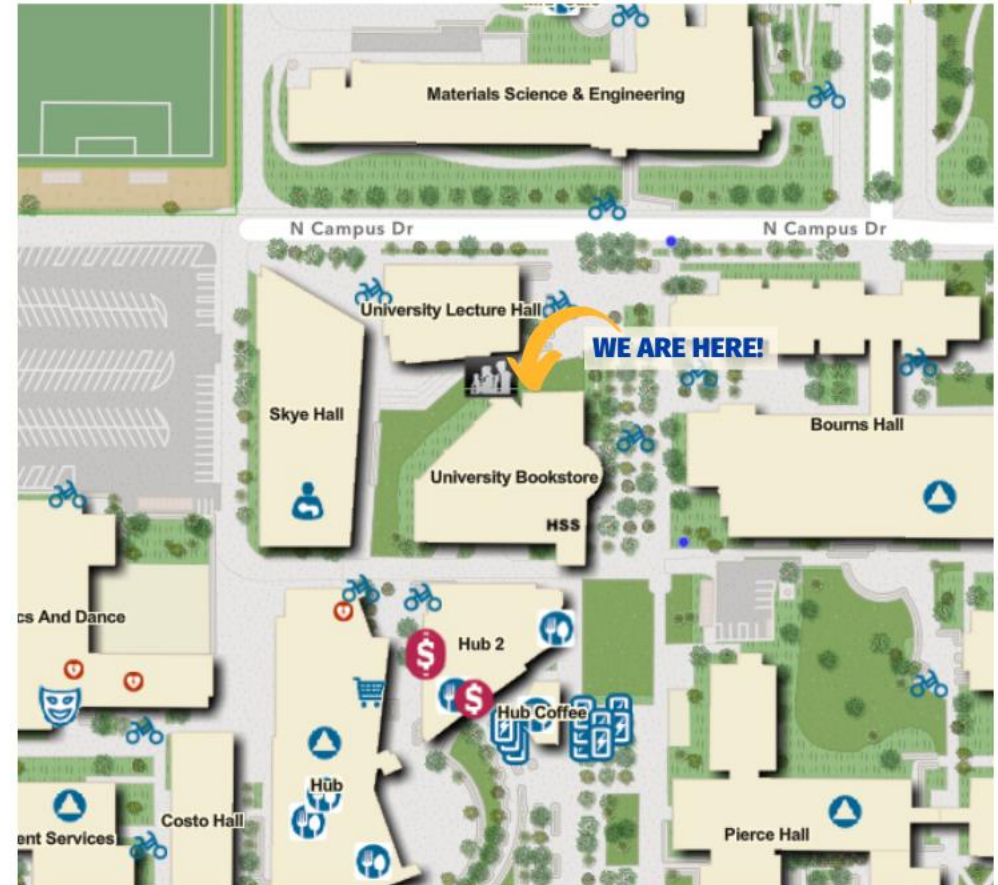 Materials Science & Engineering
N Campus Dr
N Campus Dr
University Lecture Hall
WE ARE HERE!
Skye Hall
Bourns Hall
University Bookstore
HSS
cs And Dance
Hub 2
$
$
Hub Coffee
Hub
Costo Hall
ent Services
Pierce Hall